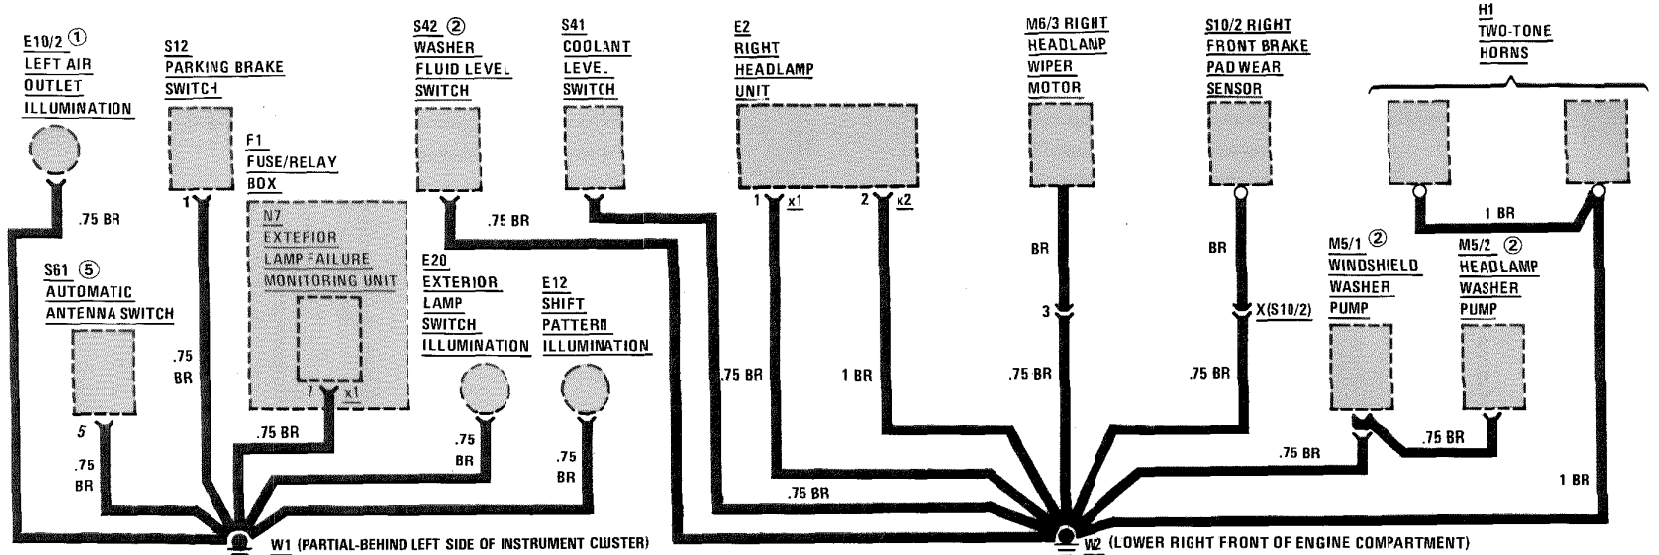 E10/2 ①
LEFT AIR
OUTLET
ILLUMINATION
S12
PARKING BRAKE
SWITCH
F1
FUSE/RELAY
BOX
S42 ②
WASHER
FLUID LEVEL
SWITCH
S41
COOLANT
LEVEL
SWITCH
E2
RIGHT
HEADLAMP
UNIT
M6/3 RIGHT
HEADLAMP
WIPER
MOTOR
S10/2 RIGHT
FRONT BRAKE
PAD WEAR
SENSOR
H1
TWO-TONE
HORNS
.75 BR
1
N7
EXTERIOR
LAMP FAILURE
MONITORING UNIT
.75 BR
1 x1
2 x2
1 BR
S61 ⑤
AUTOMATIC
ANTENNA SWITCH
E20
EXTERIOR
LAMP
SWITCH
ILLUMINATION
E12
SHIFT
PATTERN
ILLUMINATION
BR
BR
M5/1 ②
WINDSHIELD
WASHER
PUMP
M5/2 ②
HEADLAMP
WASHER
PUMP
3
X(S10/2)
.75
BR
.75 BR
1 BR
.75 BR
.75 BR
x1
5
.75 BR
.75
BR
.75
BR
.75
BR
.75 BR
.75 BR
.75 BR
1 BR
W1 (PARTIAL-BEHIND LEFT SIDE OF INSTRUMENT CLUSTER)
W2 (LOWER RIGHT FRONT OF ENGINE COMPARTMENT)